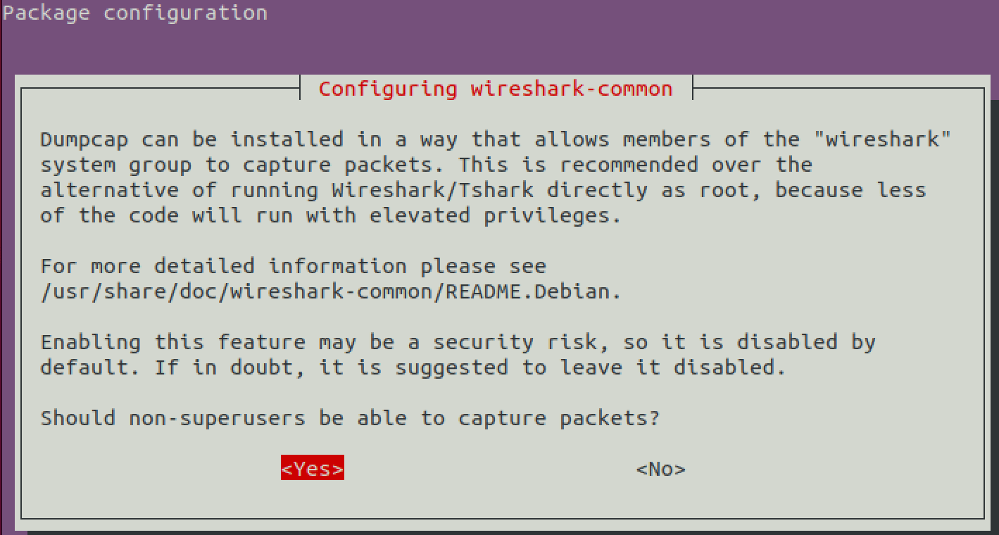 Package configuration
Configuring wireshark-common
Dumpcap can be installed in a way that allows members of the "wireshark"
system group to capture packets. This is recommended over the
alternative of running Wireshark/Tshark directly as root, because less
of the code will run with elevated privileges.
For more detailed information please see
/usr/share/doc/wireshark-common/README.Debian.
Enabling this feature may be a security risk, so it is disabled by
default. If in doubt, it is suggested to leave it disabled.
Should non-superusers be able to capture packets?
<Yes> <No>